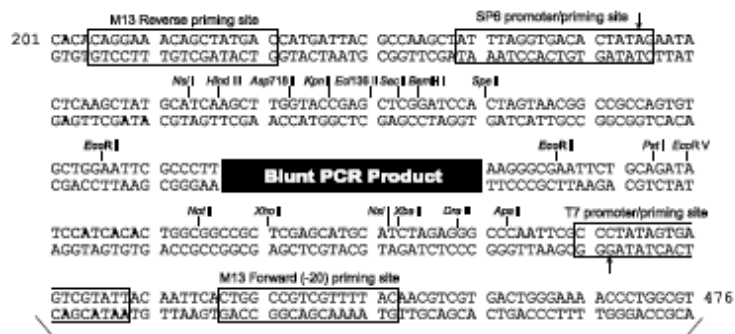 M13 Reverse priming site SP6 promoter/priming site
201 CACACAGGAA ACAGCTATGA CCATGATTAC GCCAAGCTAT TTAGGTGACA CTATAGAATA
GTGTGTCCTT TGTCGATACT GGTACTAATG CGGTTCGATA AATCCACTGT GATATCTTAT
Nsi I Hind III Asp718 I Kpn I Ecl136 II Sac I BamH I Spe I
CTCAAGCTAT GCATCAAGCT TGGTACCGAG CTCGGATCCA CTAGTAACGG CCGCCAGTGT
GAGTTCGATA CGTAGTTCGA ACCATGGCTC GAGCCTAGGT GATCATTGCC GGCGGTCACA
EcoR I EcoR I Pst I EcoR V
GCTGGAATTC GCCCTT Blunt PCR Product AAGGGCGAATTCT GCAGATA
CGACCTTAAG CGGGAA TTCCCGCTTAAGA CGTCTAT
Not I Xho I Nsi I Xba I Dra II Apa I T7 promoter/priming site
TCCATCACAC TGGCGGCCGC TCGAGCATGC ATCTAGAGGG CCCAATTCGC CCTATAGTGA
AGGTAGTGTG ACCGCCGGCG AGCTCGTACG TAGATCTCCC GGGTTAAGCG GGATATCACT
M13 Forward (-20) priming site
GTCGTATTAC AATTCACTGG CCGTCGTTTT ACAACGTCGT GACTGGGAAA ACCCTGGCGT 476
CAGCATAATG TTAAGTGACC GGCAGCAAAA TGTTGCAGCA CTGACCCTTT TGGGACCGCA